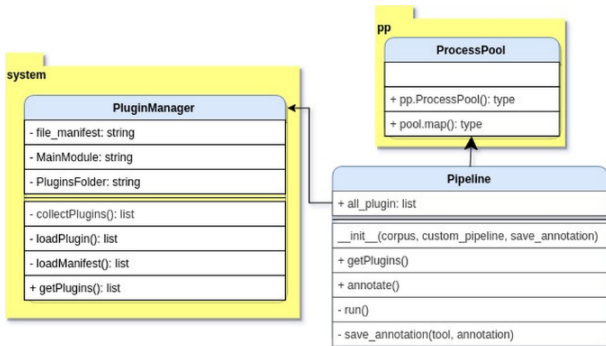 system
PluginManager
- file_manifest: string
- MainModule: string
- PluginsFolder: string
- collectPlugins(): list
- loadPlugin(): list
- loadManifest(): list
+ getPlugins(): list
pp
ProcessPool
+ pp.ProcessPool(): type
+ pool.map(): type
Pipeline
+ all_plugin: list
__init__(corpus, custom_pipeline, save_annotation)
+ getPlugins()
+ annotate()
- run()
- save_annotation(tool, annotation)